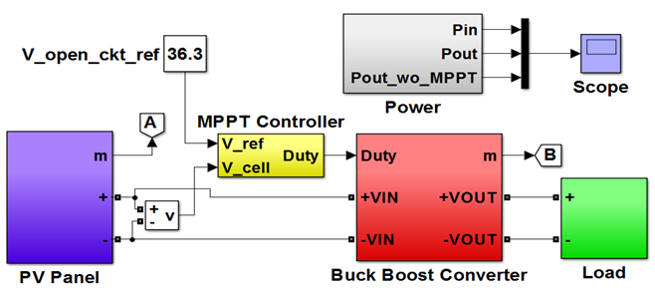 V_open_ckt_ref
36.3
Pin
Pout
Pout_wo_MPPT
Power
Scope
A
MPPT Controller
V_ref
V_cell
Duty
m
+
-
PV Panel
+
-
v
Duty
+VIN
-VIN
m
+VOUT
-VOUT
Buck Boost Converter
B
+
-
Load